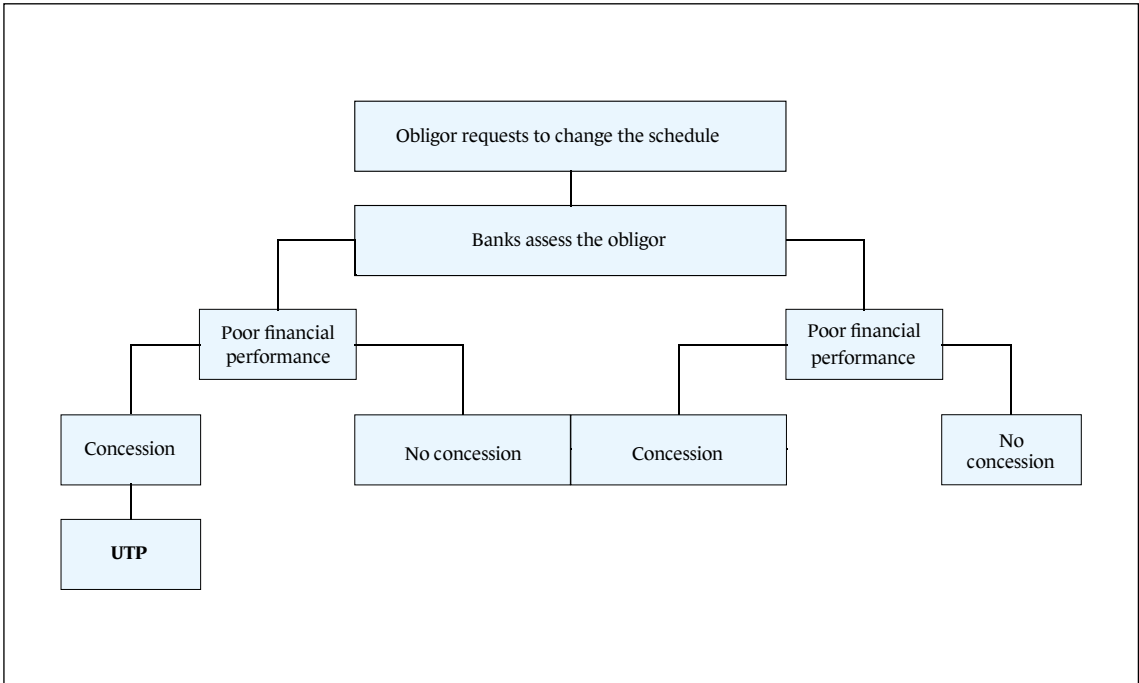 Obligor requests to change the schedule
Banks assess the obligor
Poor financial
performance
Poor financial
performance
Concession
No concession
Concession
No
concession
UTP